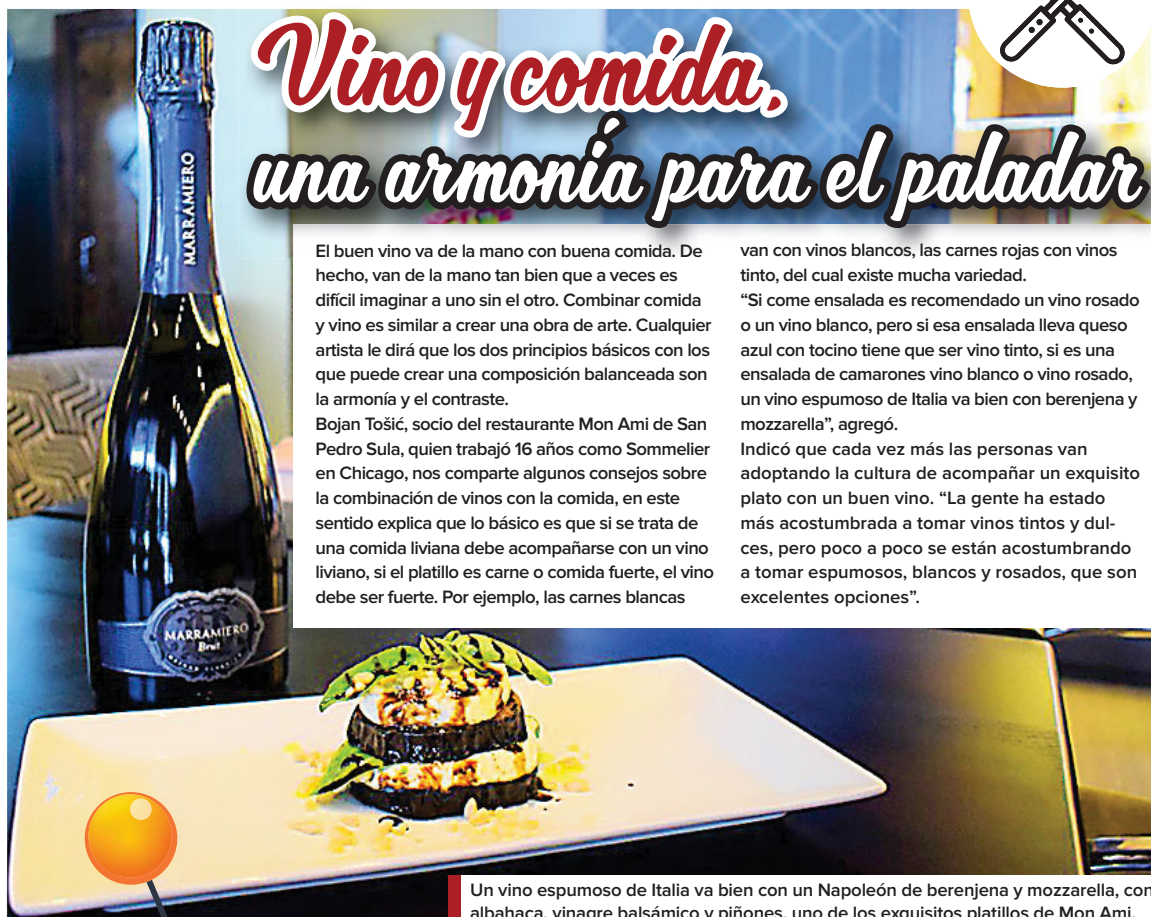 Vino y comida,
una armonía para el paladar
MARRAMIERO
El buen vino va de la mano con buena comida. De
hecho, van de la mano tan bien que a veces es
difícil imaginar a uno sin el otro. Combinar comida
y vino es similar a crear una obra de arte. Cualquier
artista le dirá que los dos principios básicos con los
que puede crear una composición balanceada son
la armonía y el contraste.
Bojan Tošić, socio del restaurante Mon Ami de San
Pedro Sula, quien trabajó 16 años como Sommelier
en Chicago, nos comparte algunos consejos sobre
la combinación de vinos con la comida, en este
sentido explica que lo básico es que si se trata de
una comida liviana debe acompañarse con un vino
liviano, si el platillo es carne o comida fuerte, el vino
debe ser fuerte. Por ejemplo, las carnes blancas
van con vinos blancos, las carnes rojas con vinos
tinto, del cual existe mucha variedad.
“Si come ensalada es recomendado un vino rosado
o un vino blanco, pero si esa ensalada lleva queso
azul con tocino tiene que ser vino tinto, si es una
ensalada de camarones vino blanco o vino rosado,
un vino espumoso de Italia va bien con berenjena y
mozzarella”, agregó.
Indicó que cada vez más las personas van
adoptando la cultura de acompañar un exquisito
plato con un buen vino. “La gente ha estado
más acostumbrada a tomar vinos tintos y dul-
ces, pero poco a poco se están acostumbrando
a tomar espumosos, blancos y rosados, que son
excelentes opciones”.
MARRAMIERO
Brut
Un vino espumoso de Italia va bien con un Napoleón de berenjena y mozzarella, con
albahaca, vinagre balsámico y piñones, uno de los exquisitos platillos de Mon Ami.